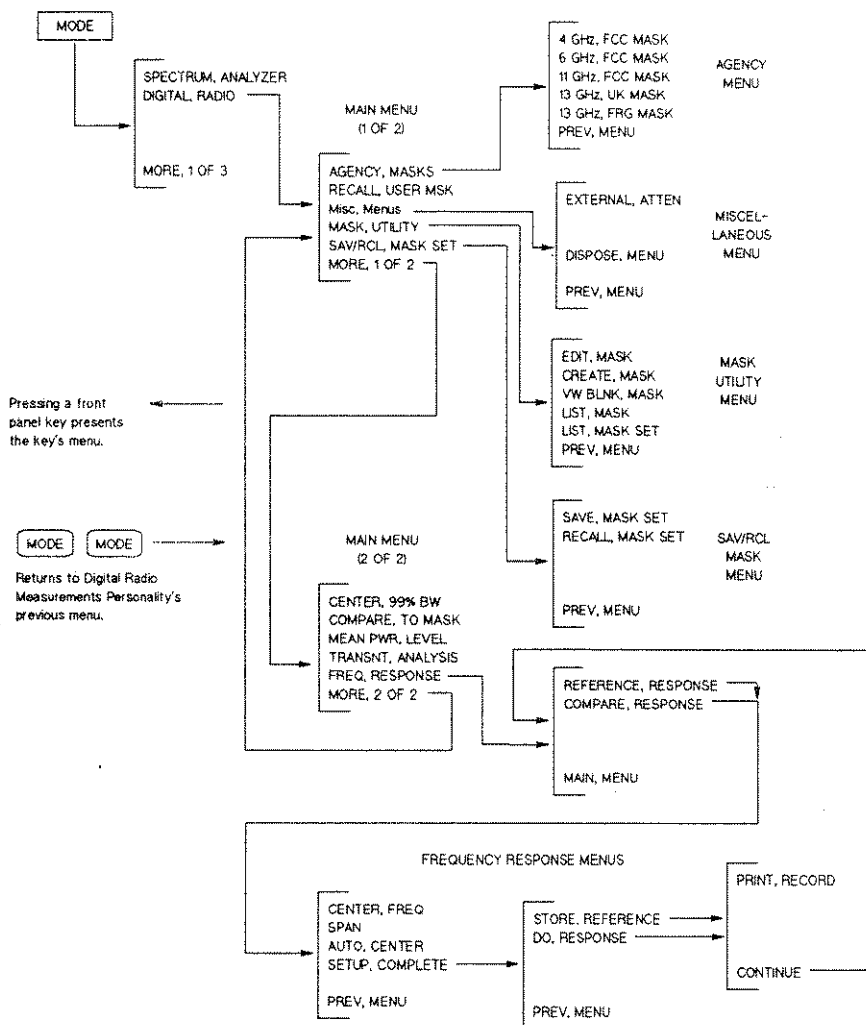 MODE
SPECTRUM, ANALYZER
DIGITAL, RADIO
MORE, 1 OF 3
MAIN MENU
(1 OF 2)
AGENCY, MASKS
RECALL, USER MSK
Misc. Menus
MASK, UTILITY
SAV/RCL, MASK SET
MORE, 1 OF 2
4 GHz, FCC MASK
6 GHz, FCC MASK
11 GHz, FCC MASK
13 GHz, UK MASK
13 GHz, FRG MASK
PREV, MENU
AGENCY
MENU
EXTERNAL, ATTEN
DISPOSE, MENU
PREV, MENU
MISCEL-
LANEOUS
MENU
EDIT, MASK
CREATE, MASK
VW BLNK, MASK
LIST, MASK
LIST, MASK SET
PREV, MENU
MASK
UTILITY
MENU
Pressing a front
panel key presents
the key's menu.
MODE MODE
Returns to Digital Radio
Measurements Personality's
previous menu.
SAVE, MASK SET
RECALL, MASK SET
PREV, MENU
SAV/RCL
MASK
MENU
MAIN MENU
(2 OF 2)
CENTER, 99% BW
COMPARE, TO MASK
MEAN PWR, LEVEL
TRANSNT, ANALYSIS
FREQ, RESPONSE
MORE, 2 OF 2
REFERENCE, RESPONSE
COMPARE, RESPONSE
MAIN, MENU
FREQUENCY RESPONSE MENUS
CENTER, FREQ
SPAN
AUTO, CENTER
SETUP, COMPLETE
PREV, MENU
STORE, REFERENCE
DO, RESPONSE
PREV, MENU
PRINT, RECORD
CONTINUE